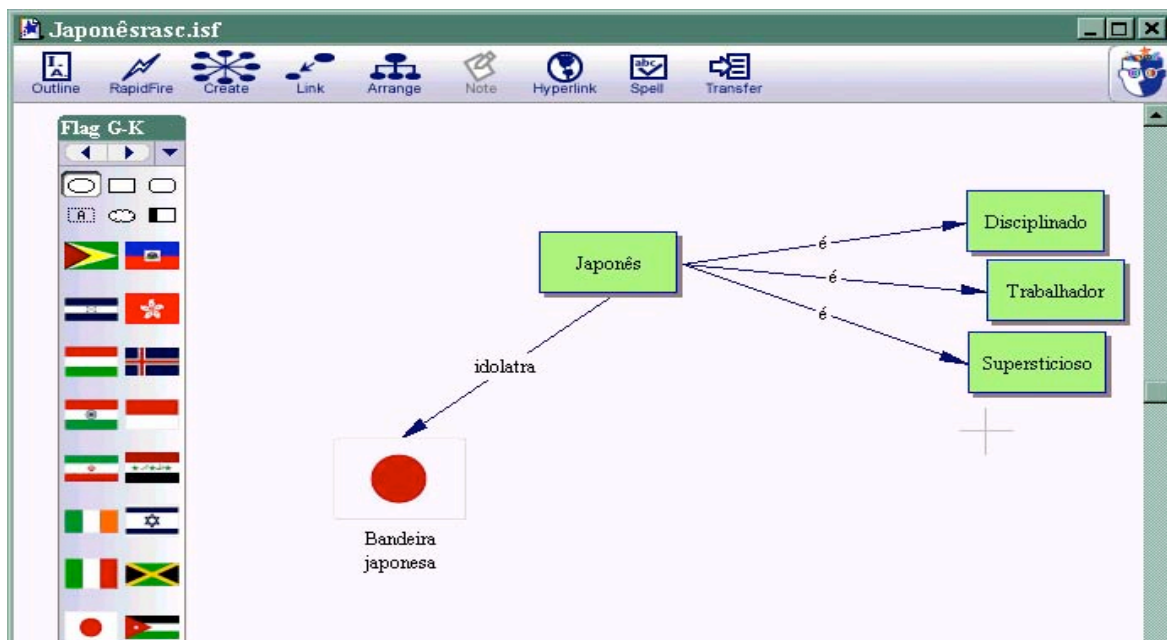 Japonêsrasc.isf
Outline RapidFire Create Link Arrange Note Hyperlink Spell Transfer
Flag G-K
A
Japonês
é
é
é
Disciplinado
Trabalhador
Supersticioso
idolatra
Bandeira
japonesa